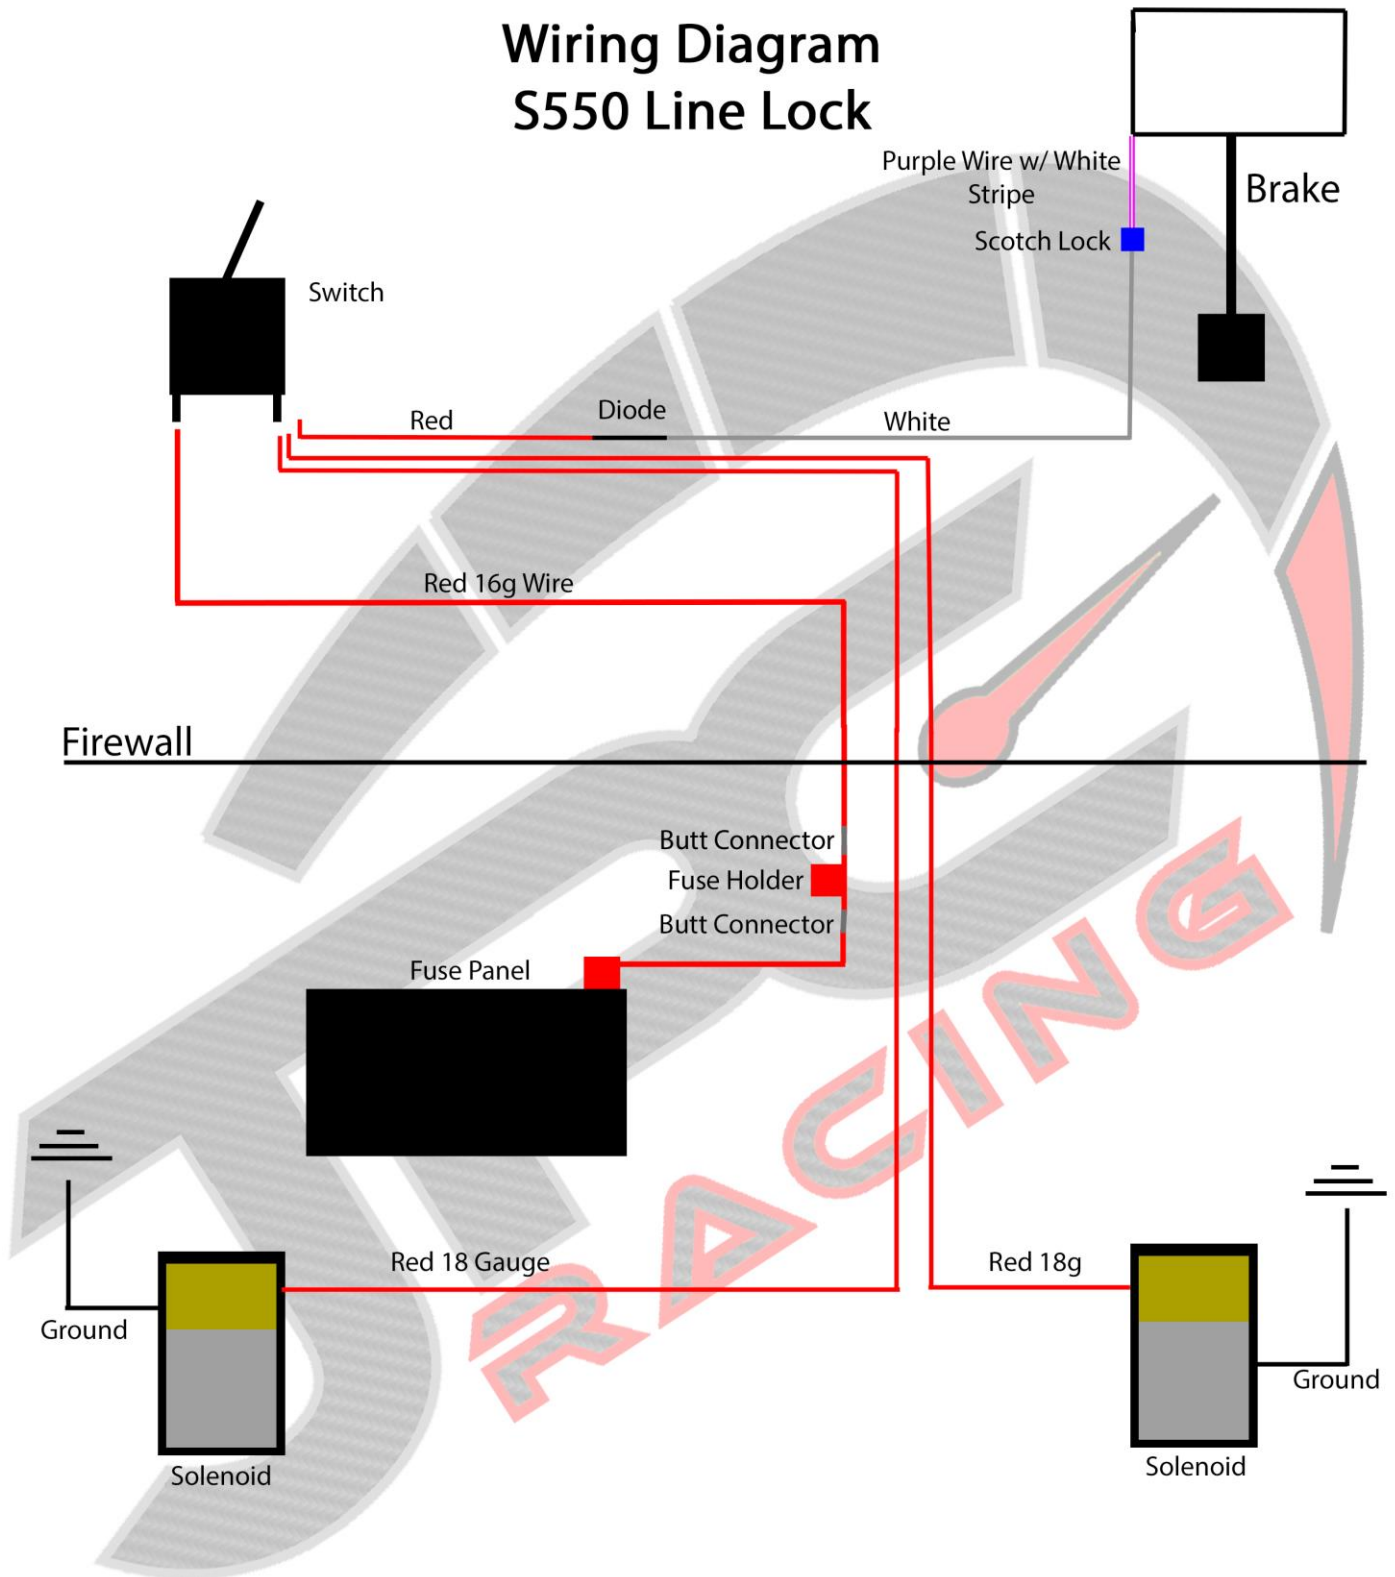 Wiring Diagram
S550 Line Lock
Purple Wire w/ White
Stripe
Brake
Scotch Lock
Switch
Red
Diode
White
Red 16g Wire
Firewall
Butt Connector
Fuse Holder
Butt Connector
Fuse Panel
Red 18 Gauge
Red 18g
Ground
Ground
Solenoid
Solenoid
JPC
RACING